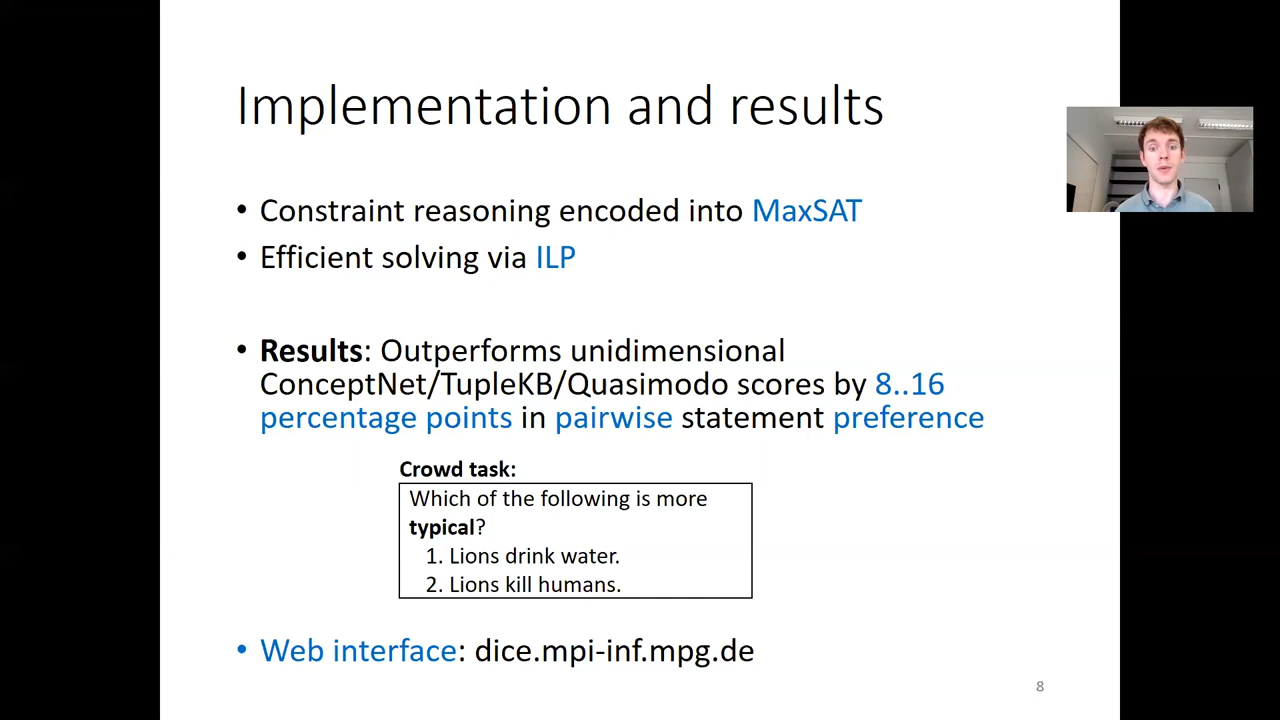 Implementation and results
• Constraint reasoning encoded into MaxSAT
• Efficient solving via ILP
• Results: Outperforms unidimensional
ConceptNet/TupleKB/Quasimodo scores by 8..16
percentage points in pairwise statement preference
Crowd task:
Which of the following is more
typical?
1. Lions drink water.
2. Lions kill humans.
• Web interface: dice.mpi-inf.mpg.de
8